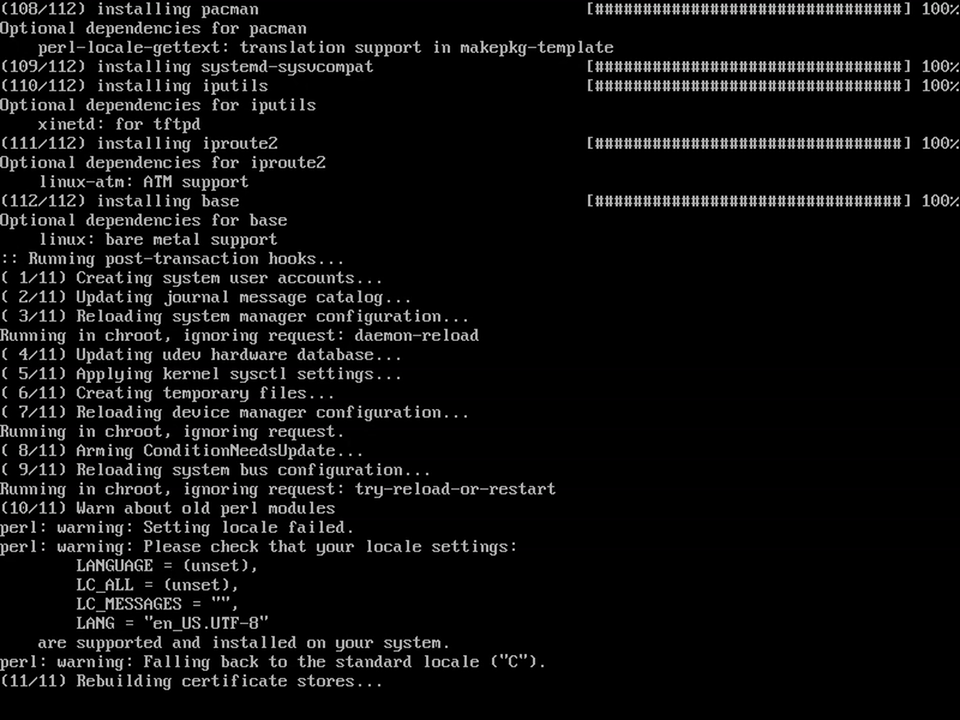 (108/112) installing pacman [################################] 100%
Optional dependencies for pacman
    perl-locale-gettext: translation support in makepkg-template
(109/112) installing systemd-sysvcompat [################################] 100%
(110/112) installing iputils [################################] 100%
Optional dependencies for iputils
    xinetd: for tftpd
(111/112) installing iproute2 [################################] 100%
Optional dependencies for iproute2
    linux-atm: ATM support
(112/112) installing base [################################] 100%
Optional dependencies for base
    linux: bare metal support
:: Running post-transaction hooks...
( 1/11) Creating system user accounts...
( 2/11) Updating journal message catalog...
( 3/11) Reloading system manager configuration...
Running in chroot, ignoring request: daemon-reload
( 4/11) Updating udev hardware database...
( 5/11) Applying kernel sysctl settings...
( 6/11) Creating temporary files...
( 7/11) Reloading device manager configuration...
Running in chroot, ignoring request.
( 8/11) Arming ConditionNeedsUpdate...
( 9/11) Reloading system bus configuration...
Running in chroot, ignoring request: try-reload-or-restart
(10/11) Warn about old perl modules
perl: warning: Setting locale failed.
perl: warning: Please check that your locale settings:
        LANGUAGE = (unset),
        LC_ALL = (unset),
        LC_MESSAGES = "",
        LANG = "en_US.UTF-8"
    are supported and installed on your system.
perl: warning: Falling back to the standard locale ("C").
(11/11) Rebuilding certificate stores...